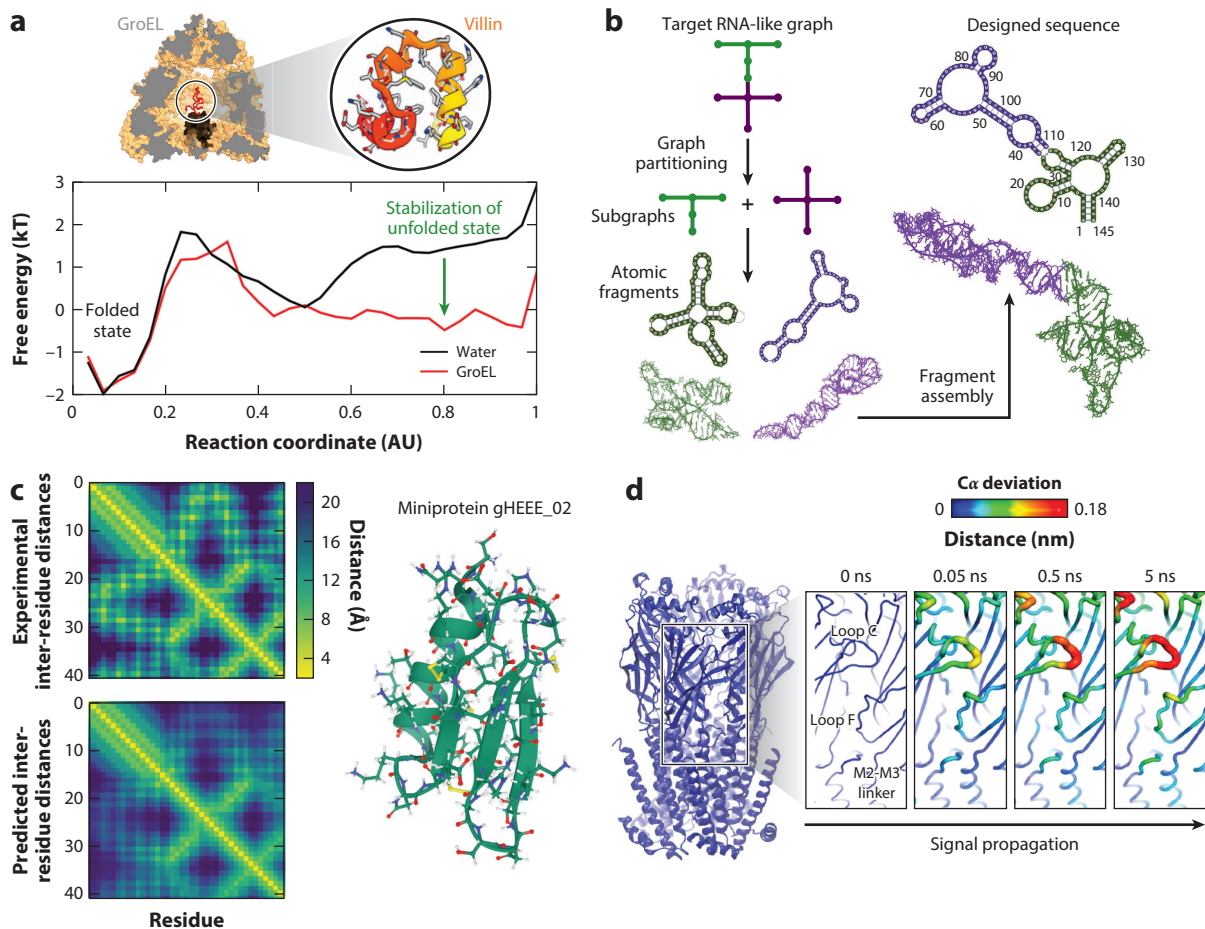 a
GroEL
Villin
3
2
1
0
–1
–2
Free energy (kT)
Stabilization of
unfolded state
Folded
state
Water
GroEL
0
0.2
0.4
0.6
0.8
1
Reaction coordinate (AU)
b
Target RNA-like graph
Designed sequence
Graph
partitioning
Subgraphs
+
Atomic
fragments
Fragment
assembly
80
90
70
100
60
50
110
40
120
130
30
20
10
140
1
145
c
0
10
20
30
40
Experimental
inter-residue distances
20
16
12
8
4
Distance (Å)
Miniprotein gHEEE_02
0
10
20
30
40
Predicted inter-
residue distances
Residue
d
Cα deviation
0
0.18
Distance (nm)
0 ns
0.05 ns
0.5 ns
5 ns
Loop C
Loop F
M2–M3
linker
Signal propagation